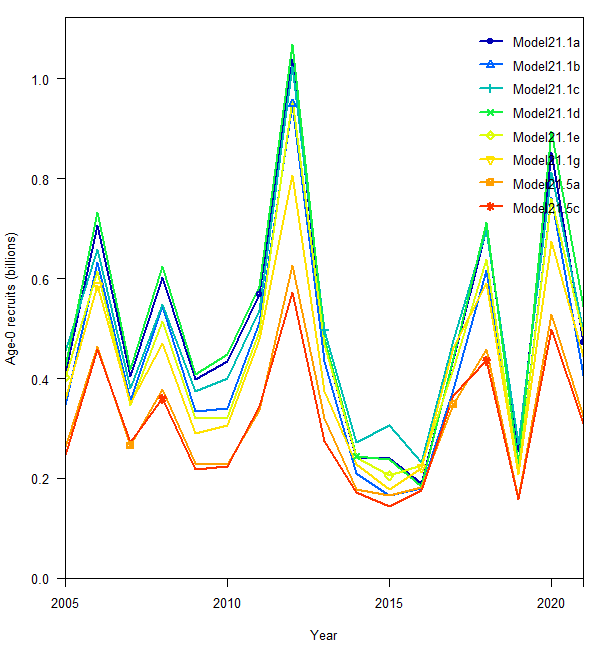 Model21.1a
Model21.1b
Model21.1c
Model21.1d
Model21.1e
Model21.1g
Model21.5a
Model21.5c
1.0
0.8
0.6
0.4
0.2
0.0
Age-0 recruits (billions)
2005 2010 2015 2020
Year